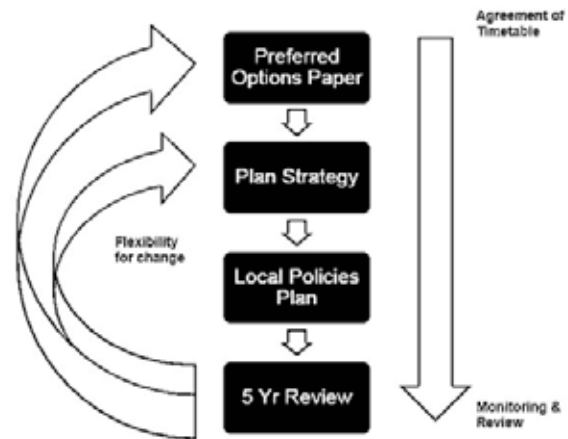 Agreement of
Timetable
Preferred
Options Paper
Plan Strategy
Flexibility
for change
Local Policies
Plan
5 Yr Review
Monitoring &
Review